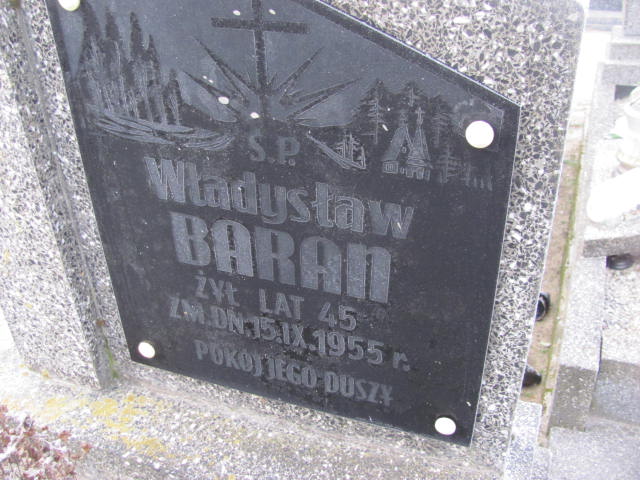 Ś.P.
Władysław
BARAN
ŻYŁ LAT 45
ZM.DN.15.IX.1955 r.
POKÓJ JEGO DUSZY